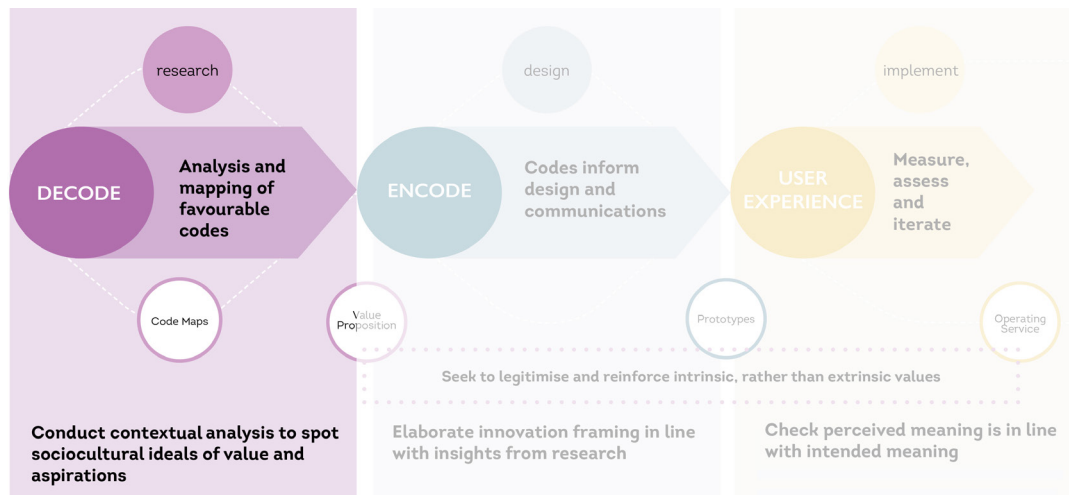 research
DECODE
Analysis and
mapping of
favourable
codes
Code Maps
Value
Proposition
Conduct contextual analysis to spot
sociocultural ideals of value and
aspirations
design
ENCODE
Codes inform
design and
communications
Prototypes
Elaborate innovation framing in line
with insights from research
implement
USER
EXPERIENCE
Measure,
assess
and
iterate
Operating
Service
Seek to legitimise and reinforce intrinsic, rather than extrinsic values
Check perceived meaning is in line
with intended meaning